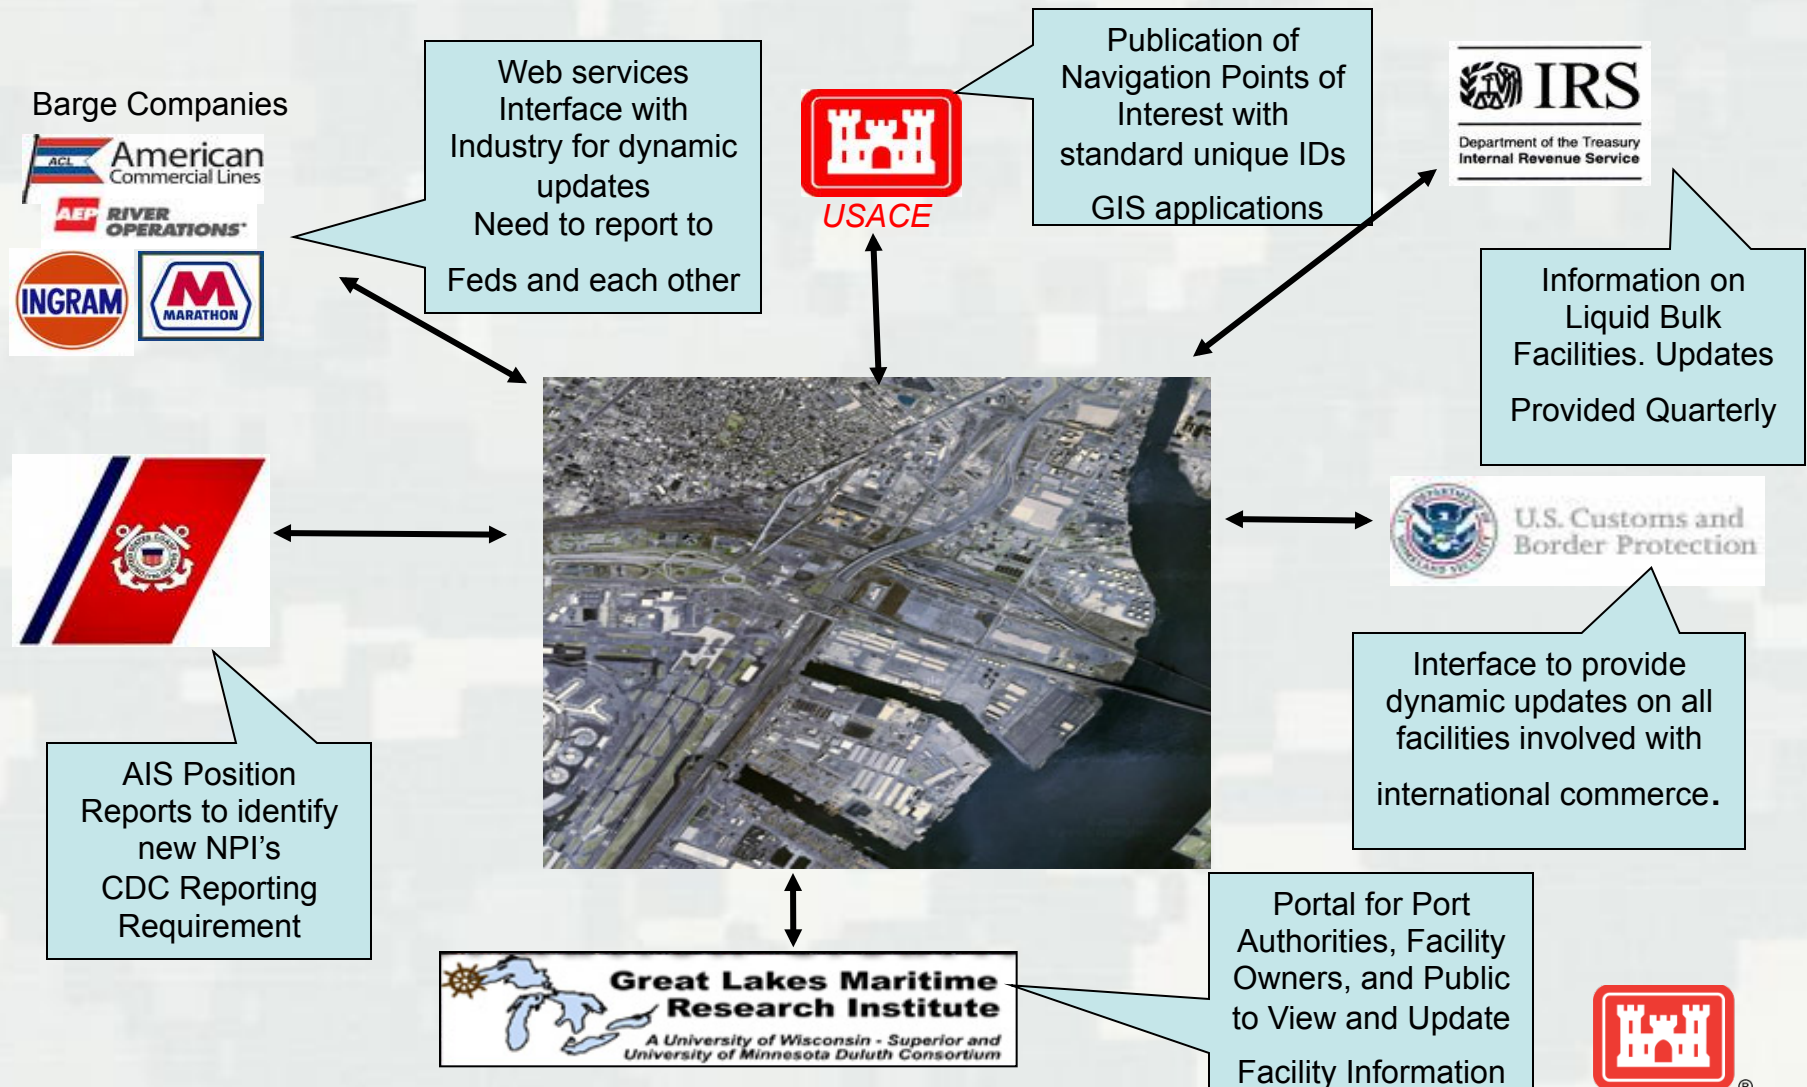 Barge Companies
ACL
American
Commercial Lines
AEP RIVER
OPERATIONS
INGRAM
M
MARATHON
Web services
Interface with
Industry for dynamic
updates
Need to report to
Feds and each other
USACE
Publication of
Navigation Points of
Interest with
standard unique IDs
GIS applications
IRS
Department of the Treasury
Internal Revenue Service
Information on
Liquid Bulk
Facilities. Updates
Provided Quarterly
U.S. Customs and
Border Protection
Interface to provide
dynamic updates on all
facilities involved with
international commerce.
AIS Position
Reports to identify
new NPI’s
CDC Reporting
Requirement
Great Lakes Maritime
Research Institute
A University of Wisconsin - Superior and
University of Minnesota Duluth Consortium
Portal for Port
Authorities, Facility
Owners, and Public
to View and Update
Facility Information
®